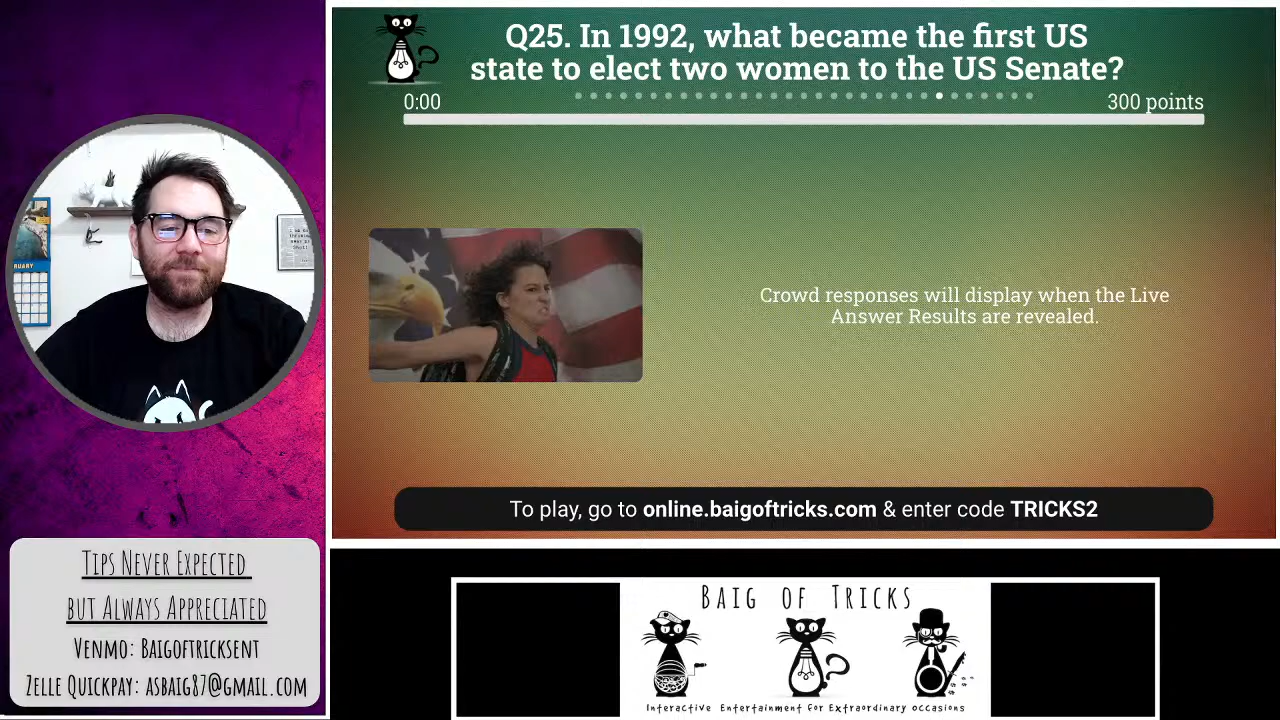 Q25. In 1992, what became the first US
state to elect two women to the US Senate?
0:00
300 points
Crowd responses will display when the Live
Answer Results are revealed.
To play, go to online.baigoftricks.com & enter code TRICKS2
Tips Never Expected
but Always Appreciated
Venmo: Baigoftricksent
Zelle Quickpay: asbaig87@gmail.com
Baig of Tricks
Interactive Entertainment for Extraordinary Occasions